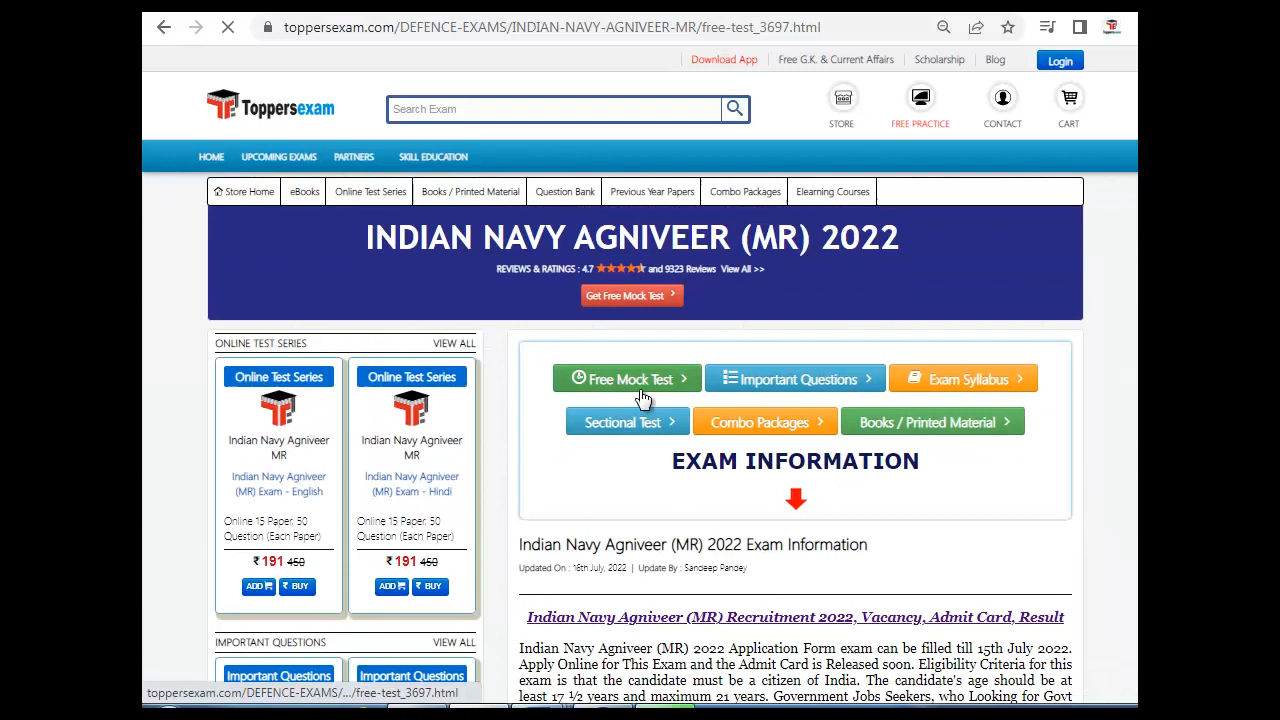 toppersexam.com/DEFENCE-EXAMS/INDIAN-NAVY-AGNIVEER-MR/free-test_3697.html
Download App
Free G.K. & Current Affairs
Scholarship
Blog
Login
Toppersexam
Search Exam
STORE
FREE PRACTICE
CONTACT
CART
HOME
UPCOMING EXAMS
PARTNERS
SKILL EDUCATION
Store Home
eBooks
Online Test Series
Books / Printed Material
Question Bank
Previous Year Papers
Combo Packages
Elearning Courses
INDIAN NAVY AGNIVEER (MR) 2022
REVIEWS & RATINGS : 4.7 and 9323 Reviews View All >>
Get Free Mock Test
ONLINE TEST SERIES
VIEW ALL
Online Test Series
Indian Navy Agniveer
MR
Indian Navy Agniveer
(MR) Exam - English
Online 15 Paper, 50
Question (Each Paper)
₹ 191 450
ADD
₹ BUY
Online Test Series
Indian Navy Agniveer
MR
Indian Navy Agniveer
(MR) Exam - Hindi
Online 15 Paper, 50
Question (Each Paper)
₹ 191 450
ADD
₹ BUY
IMPORTANT QUESTIONS
VIEW ALL
Important Questions
Important Questions
Free Mock Test
Important Questions
Exam Syllabus
Sectional Test
Combo Packages
Books / Printed Material
EXAM INFORMATION
Indian Navy Agniveer (MR) 2022 Exam Information
Updated On : 16th July, 2022 | Update By : Sandeep Pandey
Indian Navy Agniveer (MR) Recruitment 2022, Vacancy, Admit Card, Result
Indian Navy Agniveer (MR) 2022 Application Form exam can be filled till 15th July 2022.
Apply Online for This Exam and the Admit Card is Released soon. Eligibility Criteria for this
exam is that the candidate must be a citizen of India. The candidate's age should be at
least 17 ½ years and maximum 21 years. Government Jobs Seekers, who Looking for Govt
toppersexam.com/DEFENCE-EXAMS/.../free-test_3697.html